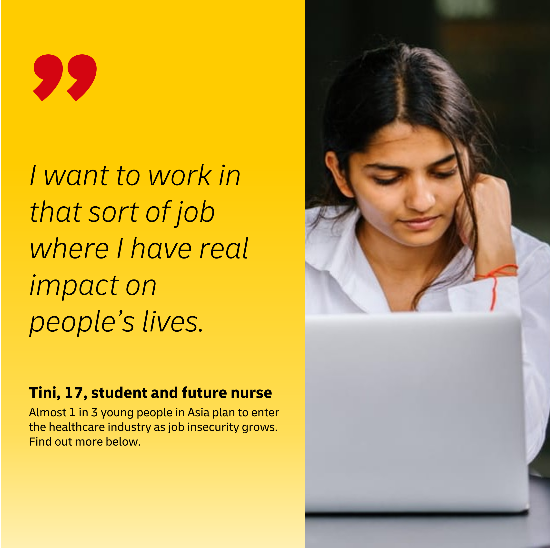 ”
I want to work in
that sort of job
where I have real
impact on
people’s lives.
Tini, 17, student and future nurse
Almost 1 in 3 young people in Asia plan to enter
the healthcare industry as job insecurity grows.
Find out more below.